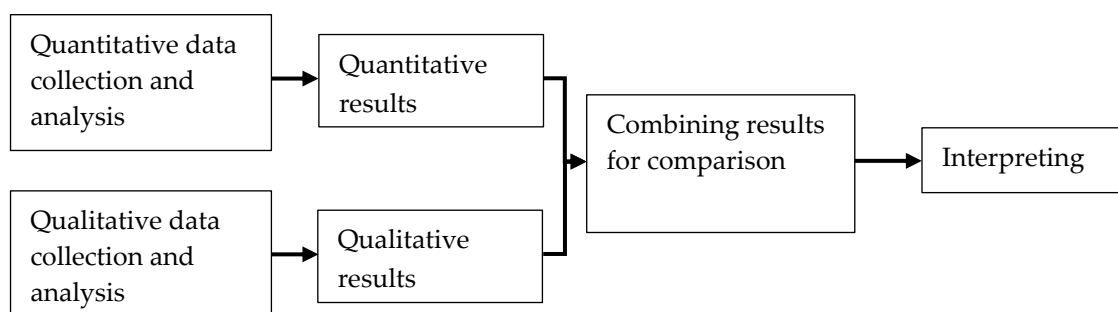 Quantitative data
collection and
analysis
Quantitative
results
Qualitative data
collection and
analysis
Qualitative
results
Combining results
for comparison
Interpreting